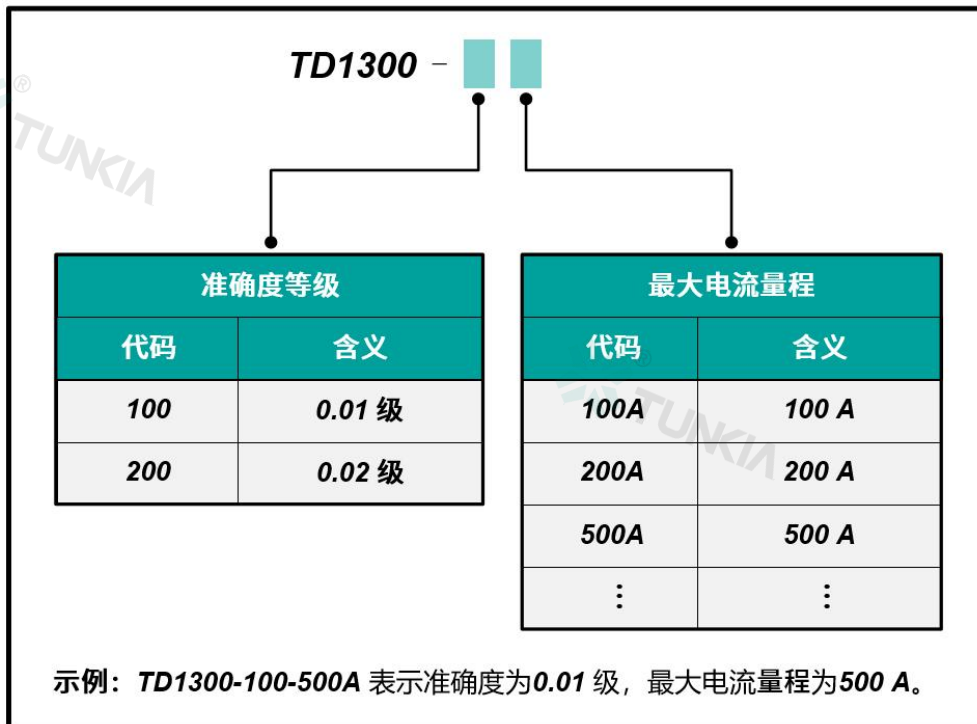 TD1300 –
®
TUNKIA
准确度等级
代码 含义
100 0.01 级
200 0.02 级
最大电流量程
代码 含义
100A 100 A
200A 200 A
500A 500 A
⋮ ⋮
®
TUNKIA
示例：TD1300-100-500A 表示准确度为0.01 级，最大电流量程为500 A。